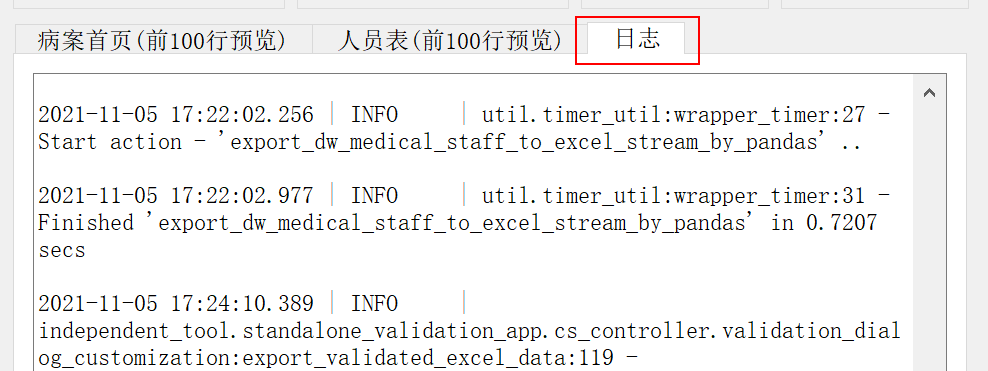 病案首页(前100行预览) 人员表(前100行预览) 日志
2021-11-05 17:22:02.256 | INFO     | util.timer_util:wrapper_timer:27 -
Start action - 'export_dw_medical_staff_to_excel_stream_by_pandas' ..
2021-11-05 17:22:02.977 | INFO     | util.timer_util:wrapper_timer:31 -
Finished 'export_dw_medical_staff_to_excel_stream_by_pandas' in 0.7207
secs
2021-11-05 17:24:10.389 | INFO     |
independent_tool.standalone_validation_app.cs_controller.validation_dial
og_customization:export_validated_excel_data:119 -